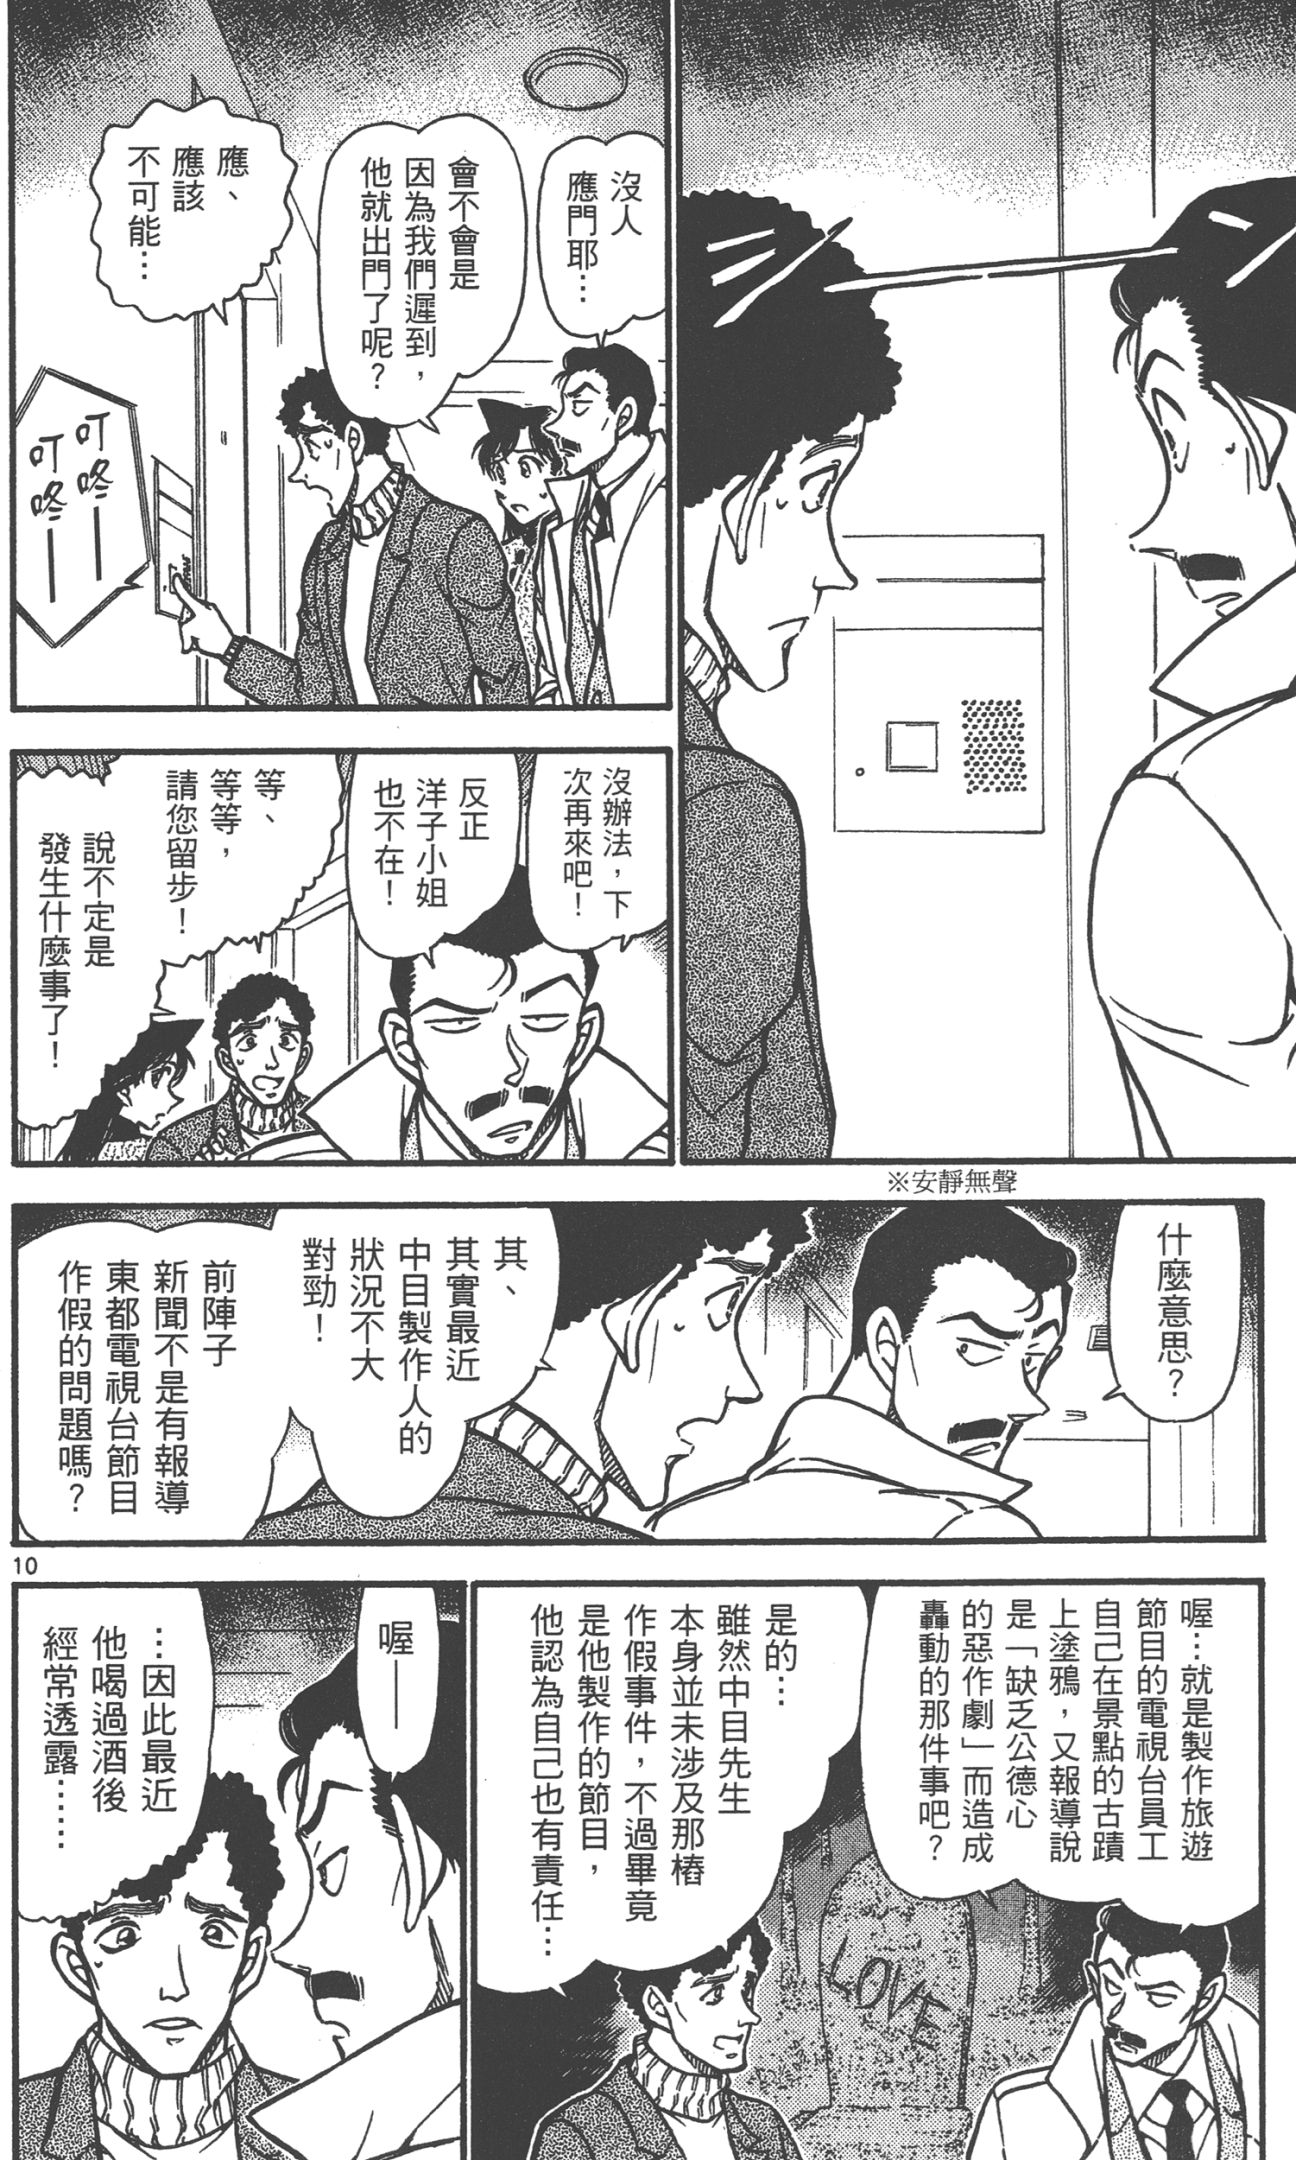 ※安靜無聲
沒人
應門耶…
會不會是
因為我們遲到，
他就出門了呢？
應、
應該
不可能…
叮咚——
叮咚——
沒辦法，下
次再來吧！
反正
洋子小姐
也不在！
等、
等等，
請您留步！
說不定是
發生什麼事了！
什麼意思？
其、
其實最近
中目製作人的
狀況不大
對勁！
前陣子
新聞不是有報導
東都電視台節目
作假的問題嗎？
10
喔…就是製作旅遊
節目的電視台員工
自己在景點的古蹟
上塗鴉，又報導說
是「缺乏公德心
的惡作劇」而造成
轟動的那件事吧？
LOVE
是的…
雖然中目先生
本身並未涉及那樁
作假事件，不過畢竟
是他製作的節目，
他認為自己也有責任…
喔——
…因此最近
他喝過酒後
經常透露……